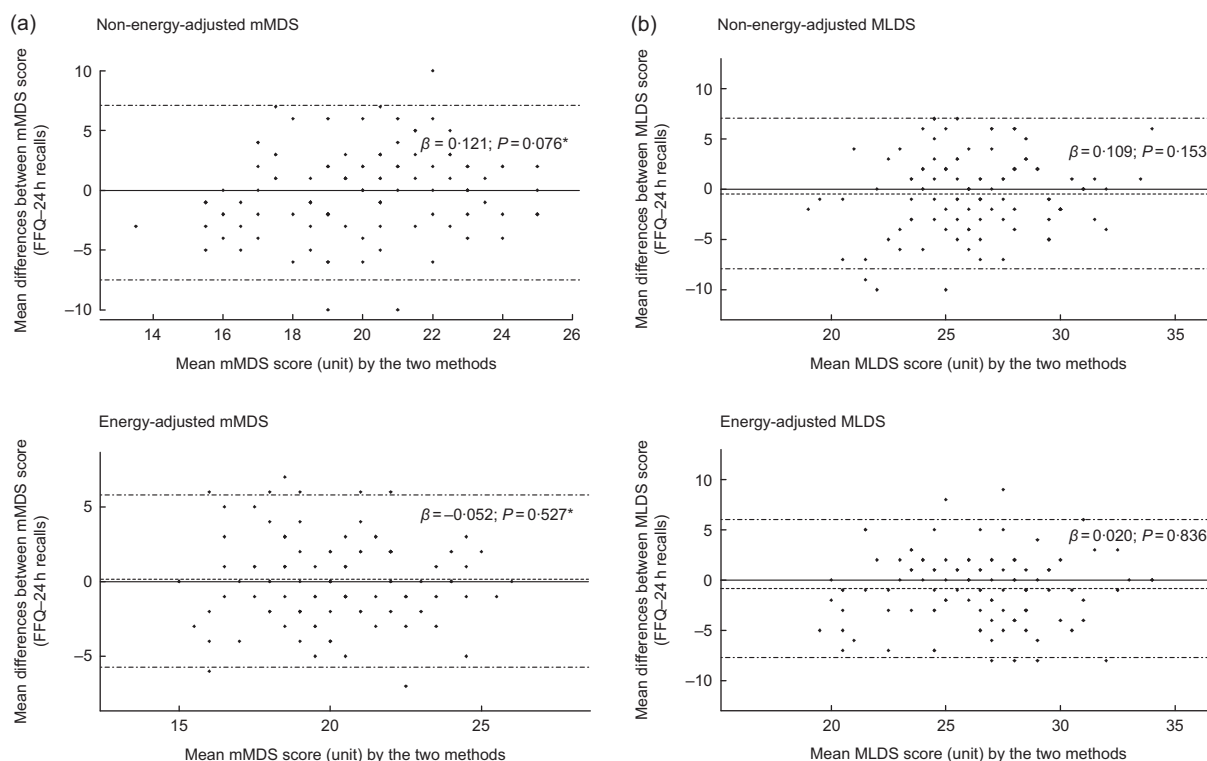 (a)
Non-energy-adjusted mMDS
Mean differences between mMDS score
(FFQ–24 h recalls)
10
5
0
–5
–10
β = 0·121; P = 0·076*
14
16
18
20
22
24
26
Mean mMDS score (unit) by the two methods
(b)
Non-energy-adjusted MLDS
Mean differences between MLDS score
(FFQ–24 h recalls)
10
5
0
–5
–10
β = 0·109; P = 0·153
20
25
30
35
Mean MLDS score (unit) by the two methods
Energy-adjusted mMDS
Mean differences between mMDS score
(FFQ–24 h recalls)
5
0
–5
β = –0·052; P = 0·527*
15
20
25
Mean mMDS score (unit) by the two methods
Energy-adjusted MLDS
Mean differences between MLDS score
(FFQ–24 h recalls)
10
5
0
–5
–10
β = 0·020; P = 0·836
20
25
30
35
Mean MLDS score (unit) by the two methods